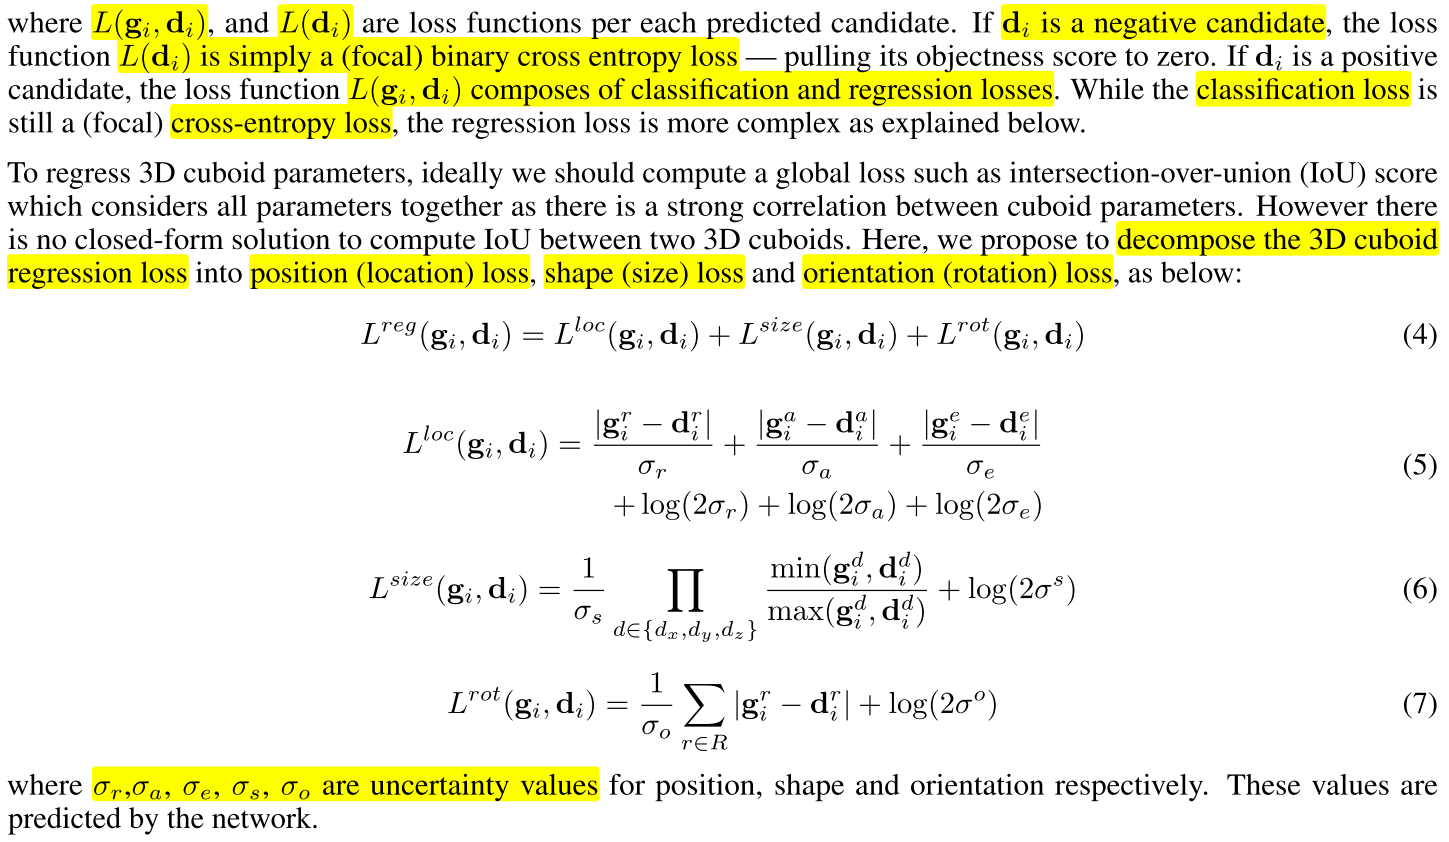 where L(g_i, d_i), and L(d_i) are loss functions per each predicted candidate. If d_i is a negative candidate, the loss
function L(d_i) is simply a (focal) binary cross entropy loss — pulling its objectness score to zero. If d_i is a positive
candidate, the loss function L(g_i, d_i) composes of classification and regression losses. While the classification loss is
still a (focal) cross-entropy loss, the regression loss is more complex as explained below.
To regress 3D cuboid parameters, ideally we should compute a global loss such as intersection-over-union (IoU) score
which considers all parameters together as there is a strong correlation between cuboid parameters. However there
is no closed-form solution to compute IoU between two 3D cuboids. Here, we propose to decompose the 3D cuboid
regression loss into position (location) loss, shape (size) loss and orientation (rotation) loss, as below:
L^{reg}(g_i, d_i) = L^{loc}(g_i, d_i) + L^{size}(g_i, d_i) + L^{rot}(g_i, d_i) (4)
L^{loc}(g_i, d_i) = \frac{|g_i^r − d_i^r|}{σ_r} + \frac{|g_i^a − d_i^a|}{σ_a} + \frac{|g_i^e − d_i^e|}{σ_e} (5)
+ log(2σ_r) + log(2σ_a) + log(2σ_e)
L^{size}(g_i, d_i) = \frac{1}{σ_s} ∏_{d∈\{d_x,d_y,d_z\}} \frac{min(g_i^d, d_i^d)}{max(g_i^d, d_i^d)} + log(2σ^s) (6)
L^{rot}(g_i, d_i) = \frac{1}{σ_o} ∑_{r∈R} |g_i^r − d_i^r| + log(2σ^o) (7)
where σ_r,σ_a, σ_e, σ_s, σ_o are uncertainty values for position, shape and orientation respectively. These values are
predicted by the network.